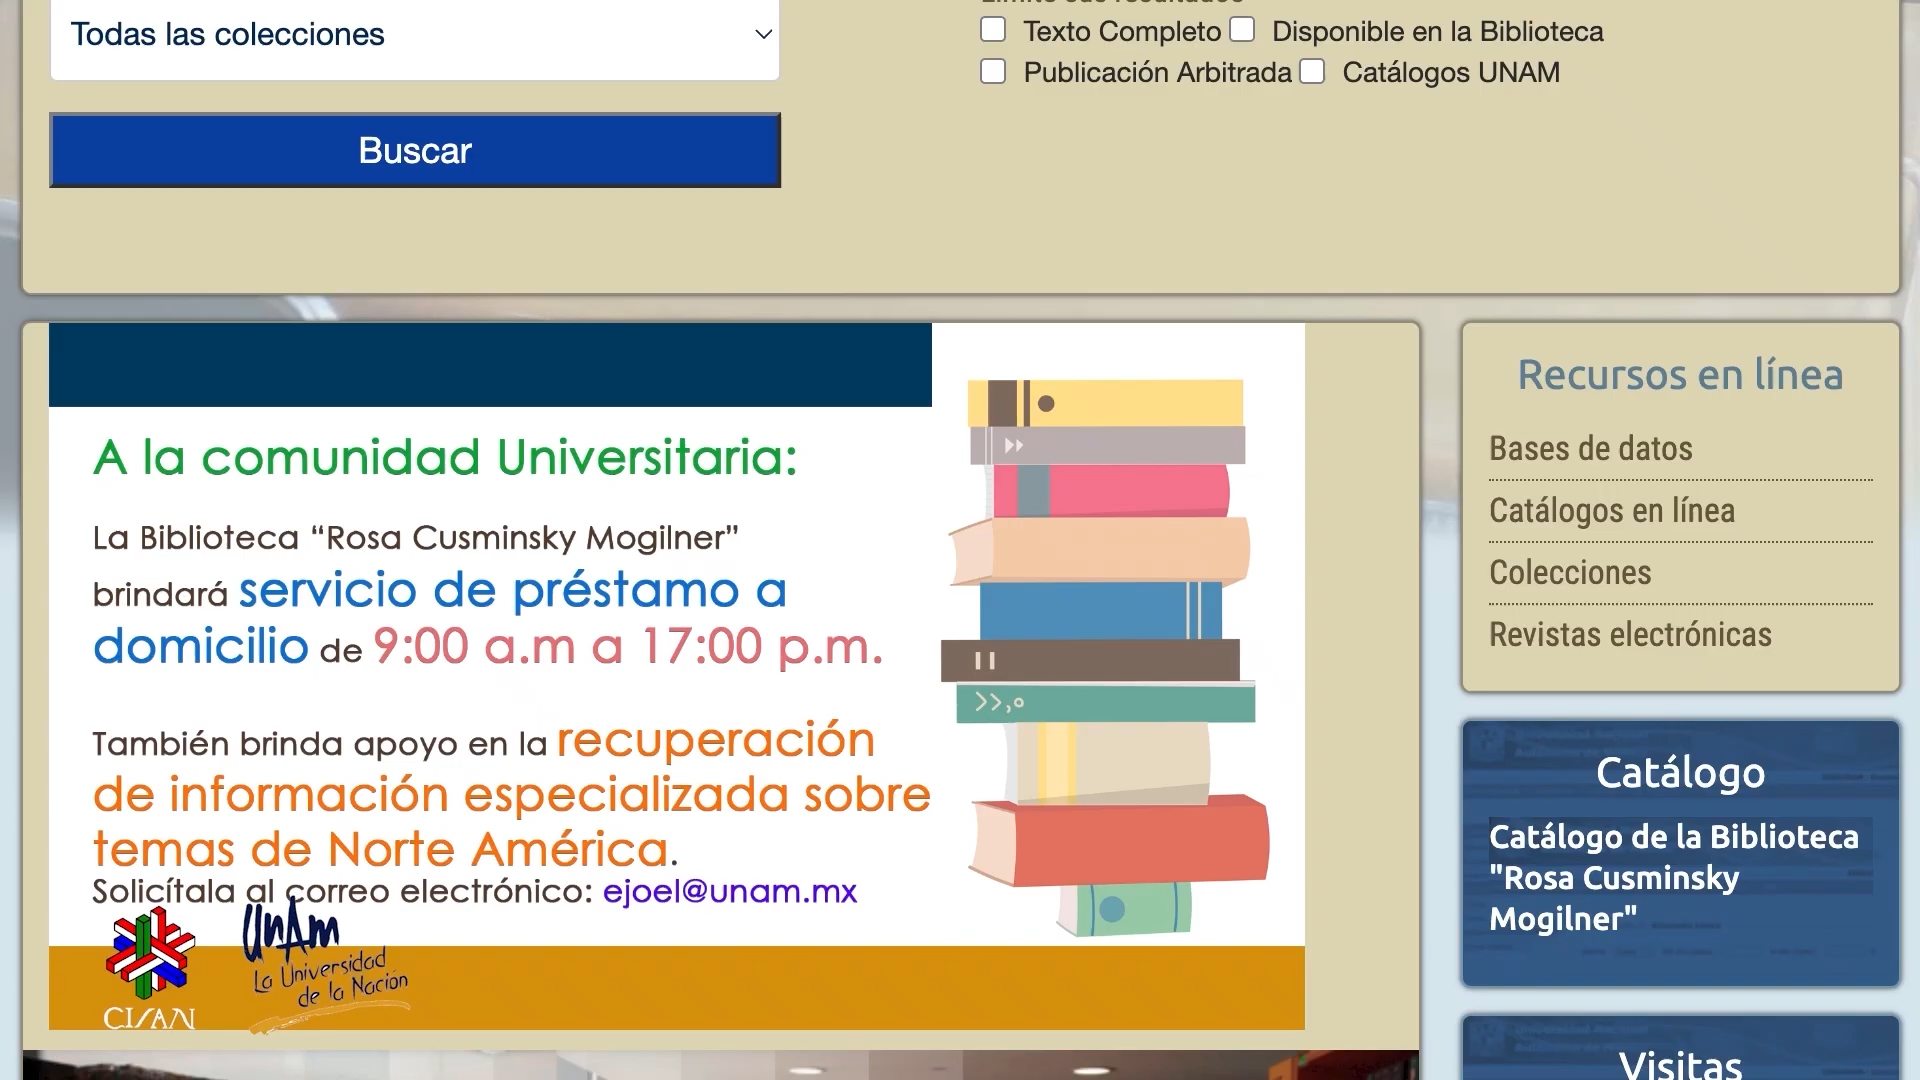 Limite sus resultados
Todas las colecciones
Texto Completo Disponible en la Biblioteca
Publicación Arbitrada Catálogos UNAM
Buscar
A la comunidad Universitaria:
La Biblioteca “Rosa Cusminsky Mogilner”
brindará servicio de préstamo a
domicilio de 9:00 a.m a 17:00 p.m.
También brinda apoyo en la recuperación
de información especializada sobre
temas de Norte América.
Solicítala al correo electrónico: ejoel@unam.mx
CISAN
UNAM
La Universidad
de la Nación
Recursos en línea
Bases de datos
Catálogos en línea
Colecciones
Revistas electrónicas
Catálogo
Catálogo de la Biblioteca
"Rosa Cusminsky
Mogilner"
Visitas